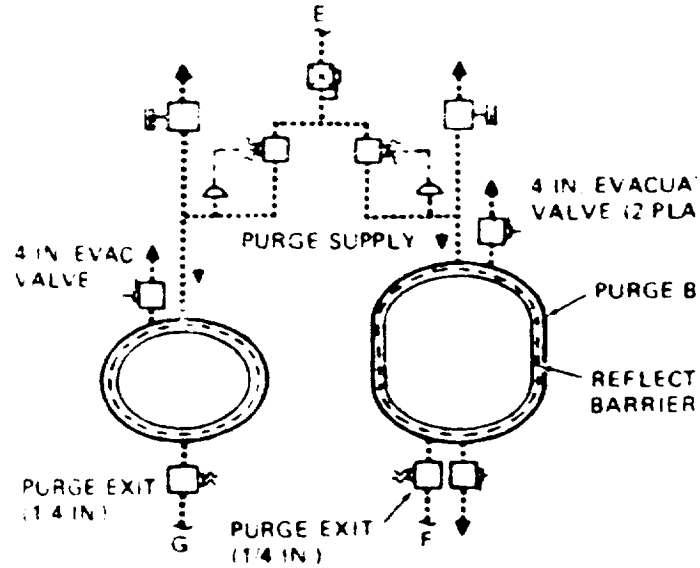 E
4 IN. EVACUAT
VALVE (2 PLA
PURGE SUPPLY
4 IN. EVAC
VALVE
PURGE B
REFLECT
BARRIER
PURGE EXIT
(1/4 IN)
G
PURGE EXIT
(1/4 IN.)
F